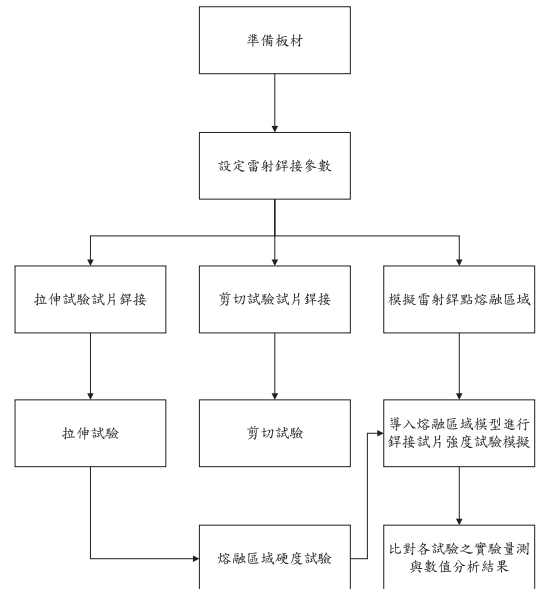 準備板材
設定雷射銲接參數
拉伸試驗試片銲接
剪切試驗試片銲接
模擬雷射銲點熔融區域
拉伸試驗
剪切試驗
導入熔融區域模型進行
銲接試片強度試驗模擬
熔融區域硬度試驗
比對各試驗之實驗量測
與數值分析結果